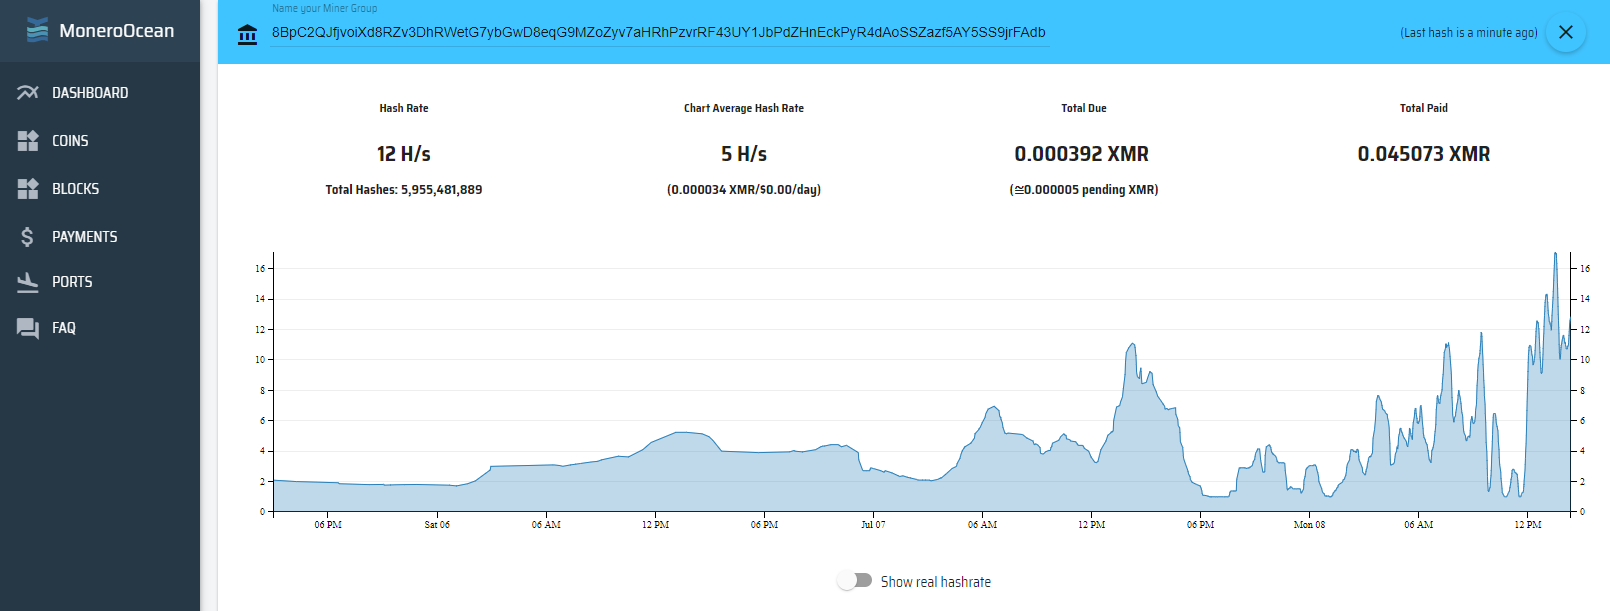 MoneroOcean
DASHBOARD
COINS
BLOCKS
PAYMENTS
PORTS
FAQ
Name your Miner Group
8BpC2QJfjvoiXd8RZv3DhRWetG7ybGwD8eqG9MZoZyv7aHRhPzvrRF43UY1JbPdZHnEckPyR4dAoSSZazf5AY5SS9jrFAdb
(Last hash is a minute ago)
Hash Rate
12 H/s
Total Hashes: 5,955,481,889
Chart Average Hash Rate
5 H/s
(0.000034 XMR/$0.00/day)
Total Due
0.000392 XMR
(≅0.000005 pending XMR)
Total Paid
0.045073 XMR
16 16
14 14
12 12
10 10
8 8
6 6
4 4
2 2
0 0
06 PM Sat 06 06 AM 12 PM 06 PM Jul 07 06 AM 12 PM 06 PM Mon 08 06 AM 12 PM
Show real hashrate